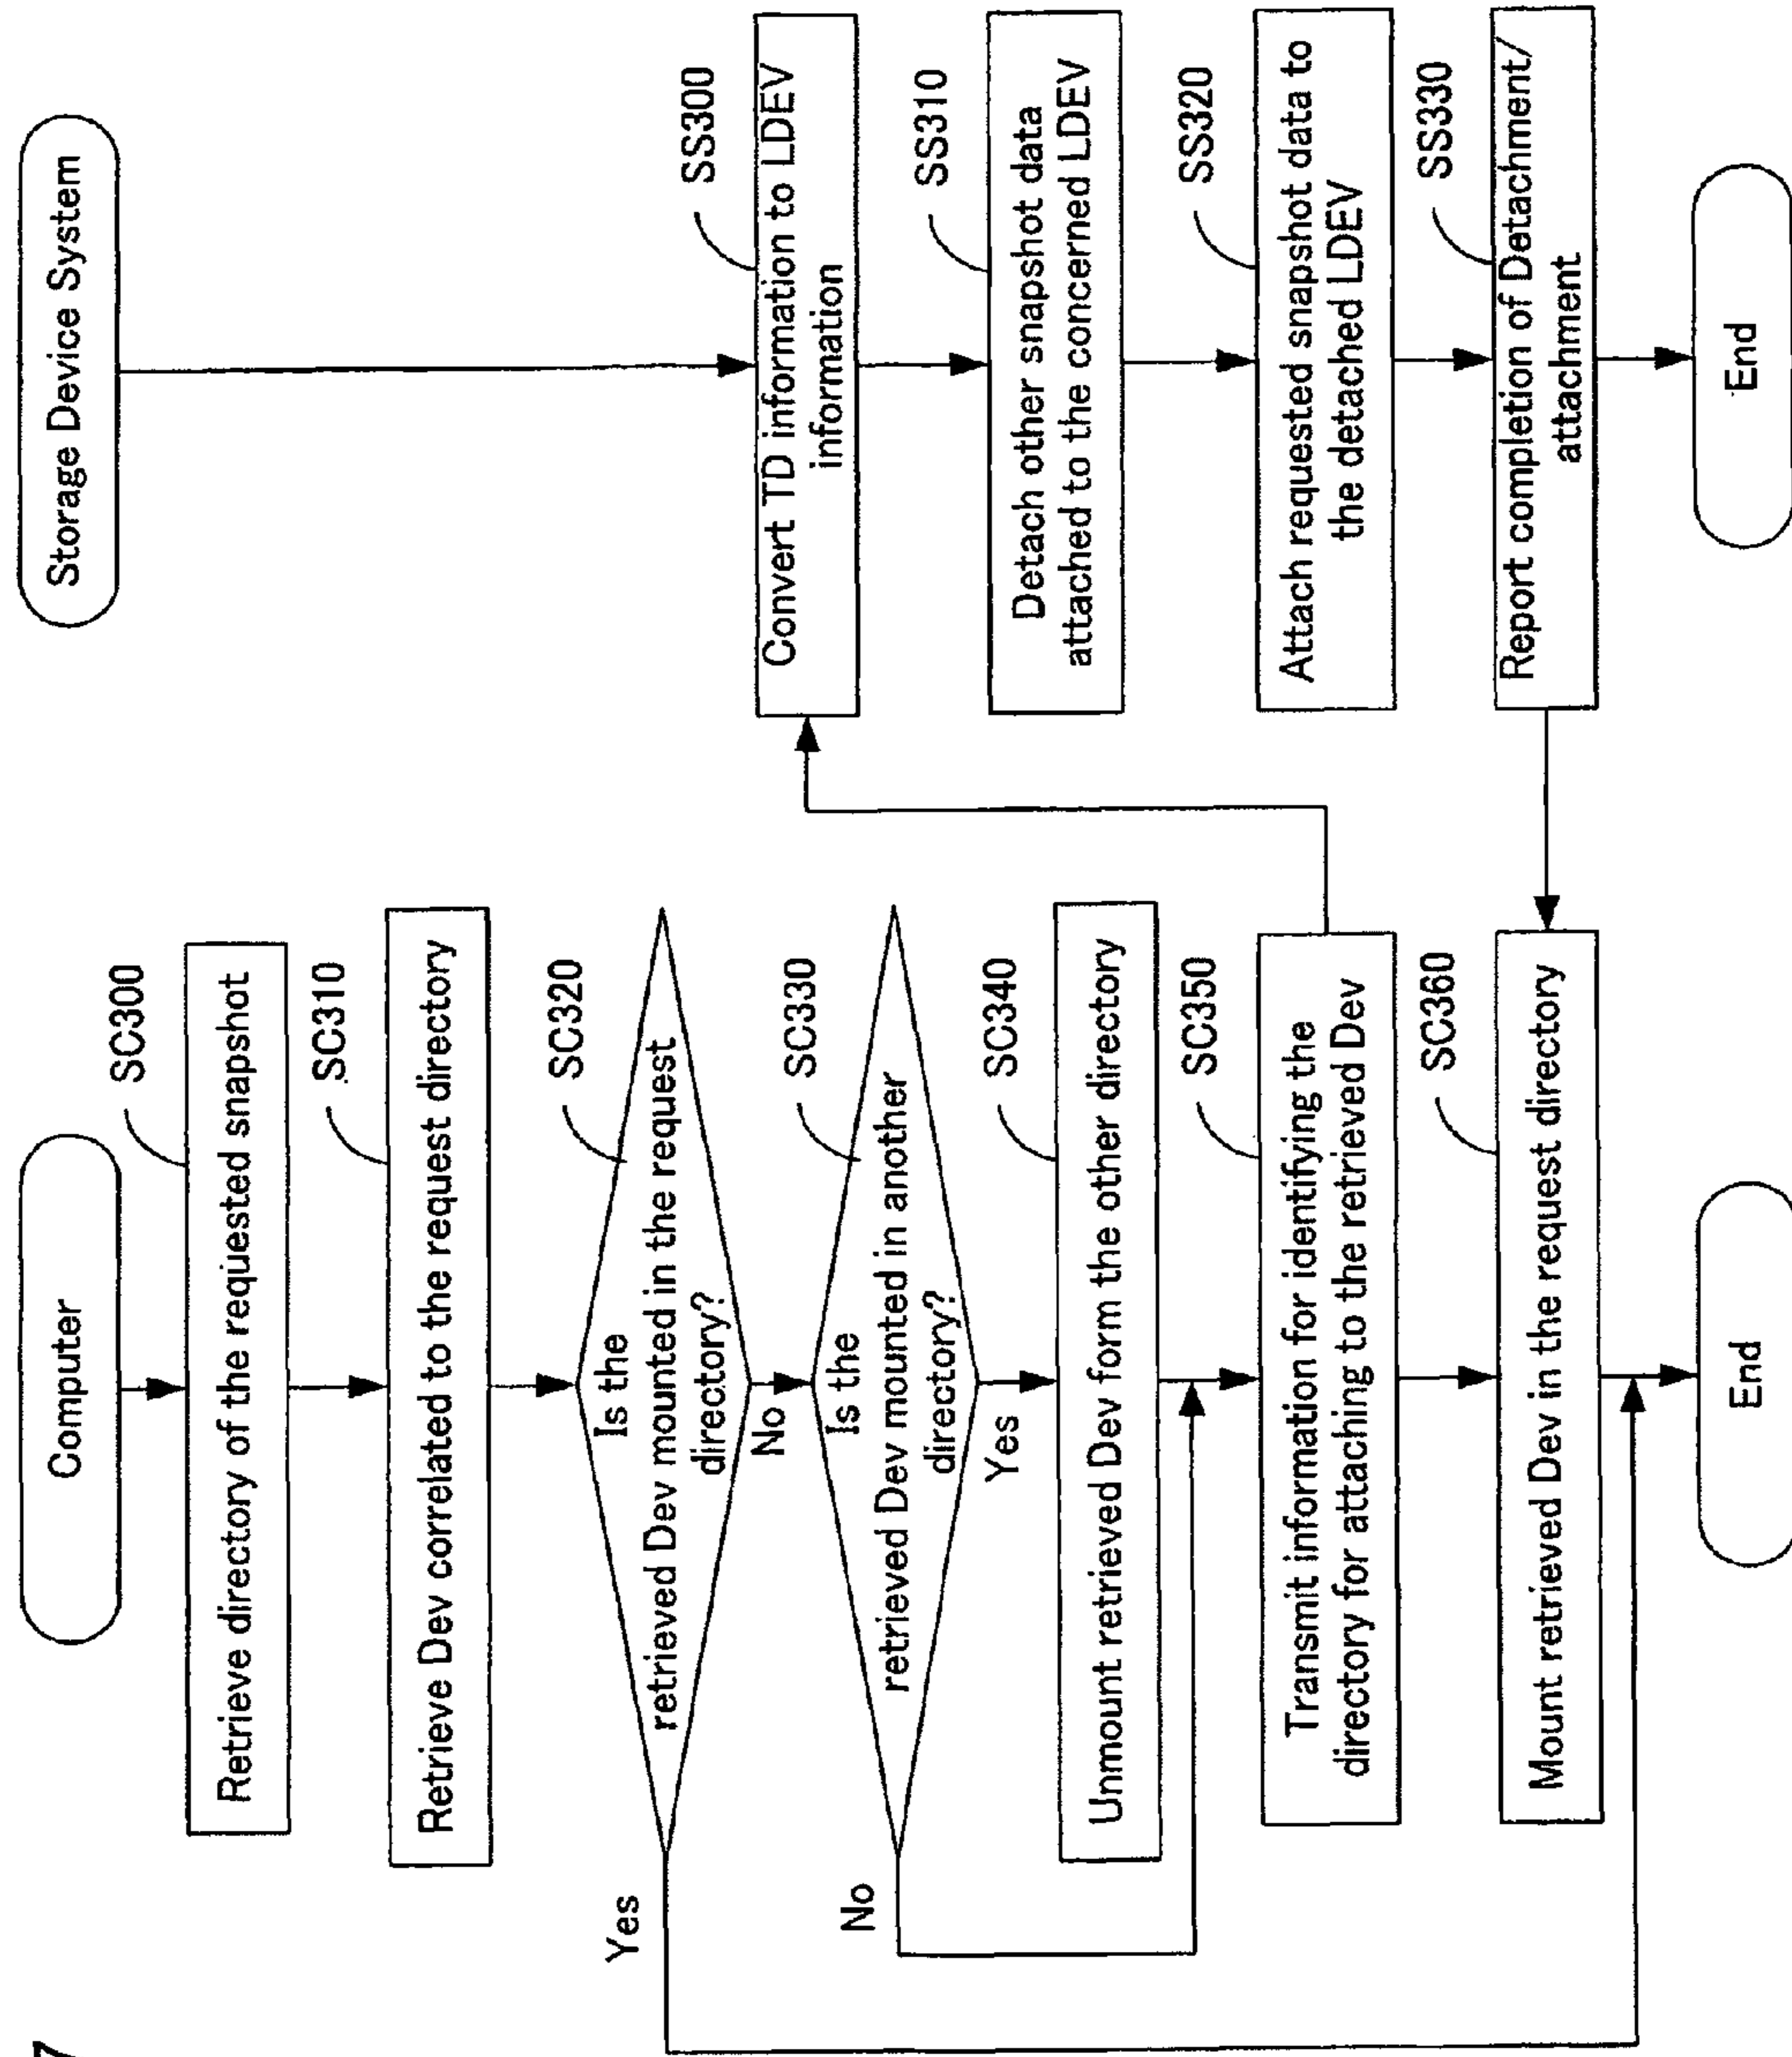 7
Computer
SC300
Retrieve directory of the requested snapshot
SC310
Retrieve Dev correlated to the request directory
SC320
Is the
retrieved Dev mounted in the request
directory?
Yes
No
SC330
Is the
retrieved Dev mounted in another
directory?
No
Yes
SC340
Unmount retrieved Dev form the other directory
SC350
Transmit information for identifying the
directory for attaching to the retrieved Dev
SC360
Mount retrieved Dev in the request directory
End
Storage Device System
SS300
Convert TD information to LDEV
information
SS310
Detach other snapshot data
attached to the concerned LDEV
SS320
Attach requested snapshot data to
the detached LDEV
SS330
Report completion of Detachment/
attachment
End